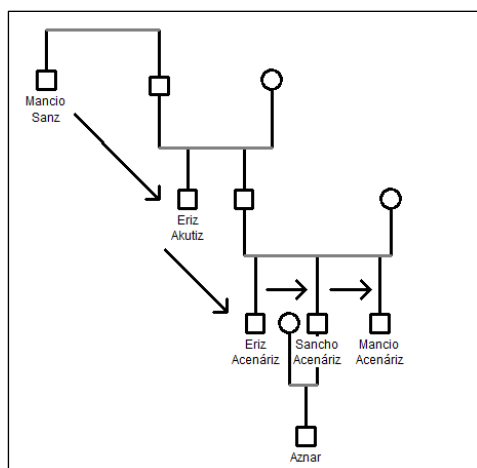 Mancio
Sanz
Eriz
Akutiz
Eriz
Acenáriz
Sancho
Acenáriz
Mancio
Acenáriz
Aznar